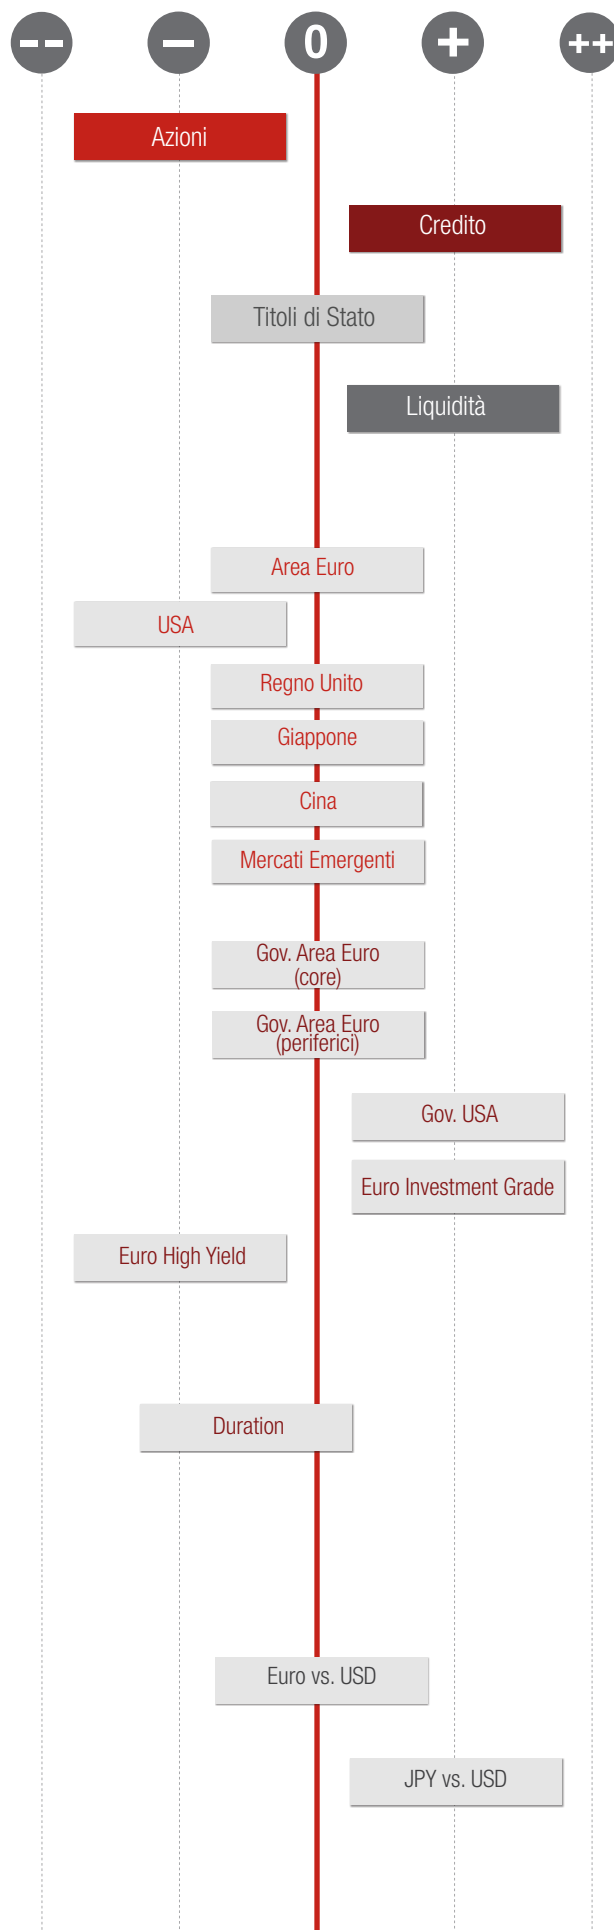 -- - 0 + ++
Azioni
Credito
Titoli di Stato
Liquidità
Area Euro
USA
Regno Unito
Giappone
Cina
Mercati Emergenti
Gov. Area Euro
(core)
Gov. Area Euro
(periferici)
Gov. USA
Euro Investment Grade
Euro High Yield
Duration
Euro vs. USD
JPY vs. USD